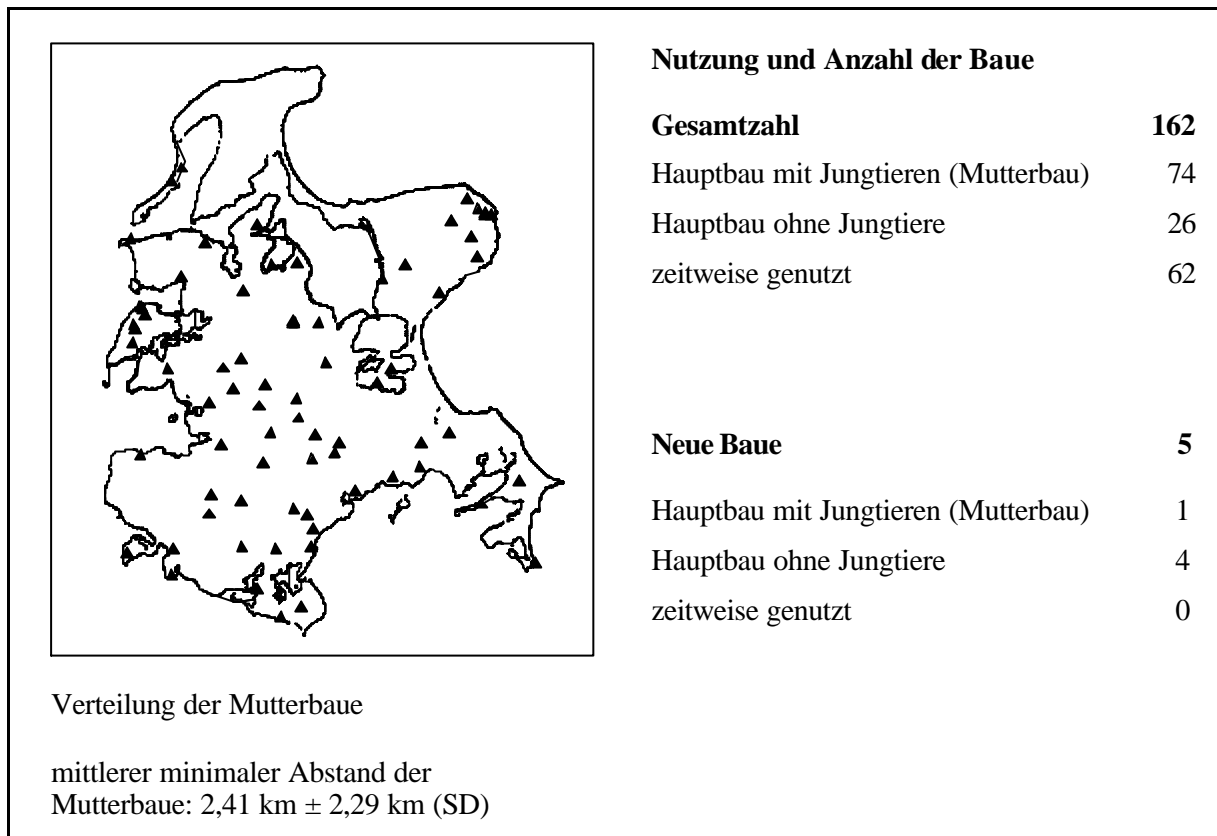 Nutzung und Anzahl der Baue
Gesamtzahl 162
Hauptbau mit Jungtieren (Mutterbau) 74
Hauptbau ohne Jungtiere 26
zeitweise genutzt 62
Neue Baue 5
Hauptbau mit Jungtieren (Mutterbau) 1
Hauptbau ohne Jungtiere 4
zeitweise genutzt 0
Verteilung der Mutterbaue
mittlerer minimaler Abstand der
Mutterbaue: 2,41 km ± 2,29 km (SD)